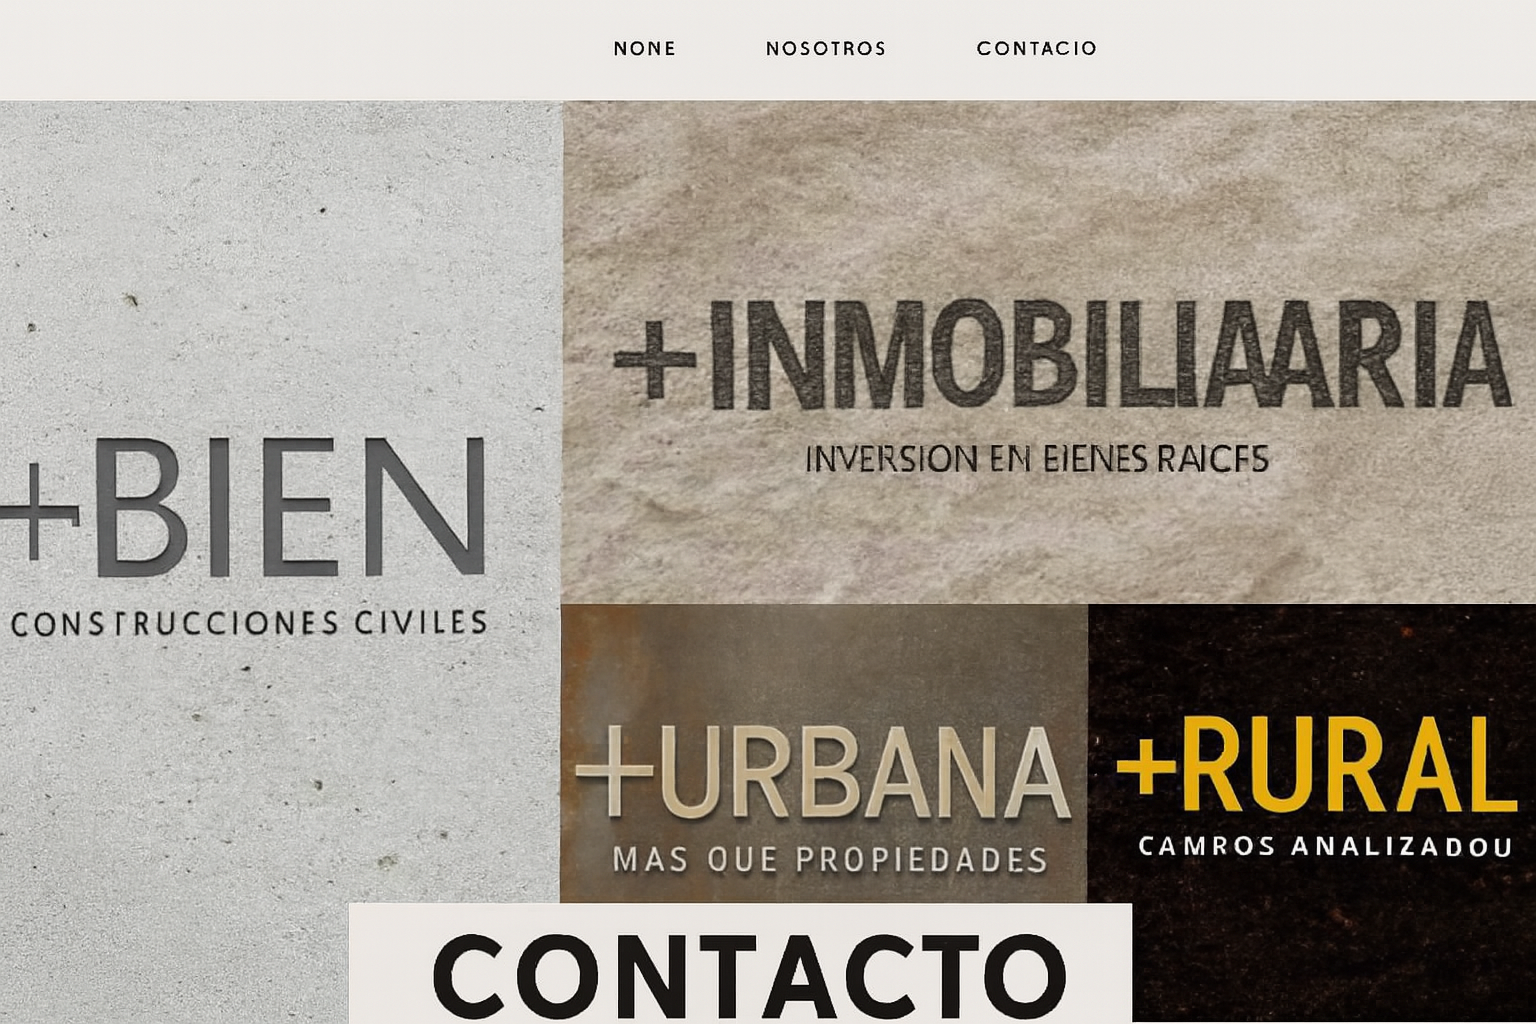 NONE NOSOTROS CONTACIO
+BIEN
CONSTRUCCIONES CIVILES
+INMOBILIAARIA
INVERSION EN BIENES RAICFS
+URBANA
MAS QUE PROPIEDADES
+RURAL
CAMROS ANALIZADOU
CONTACTO